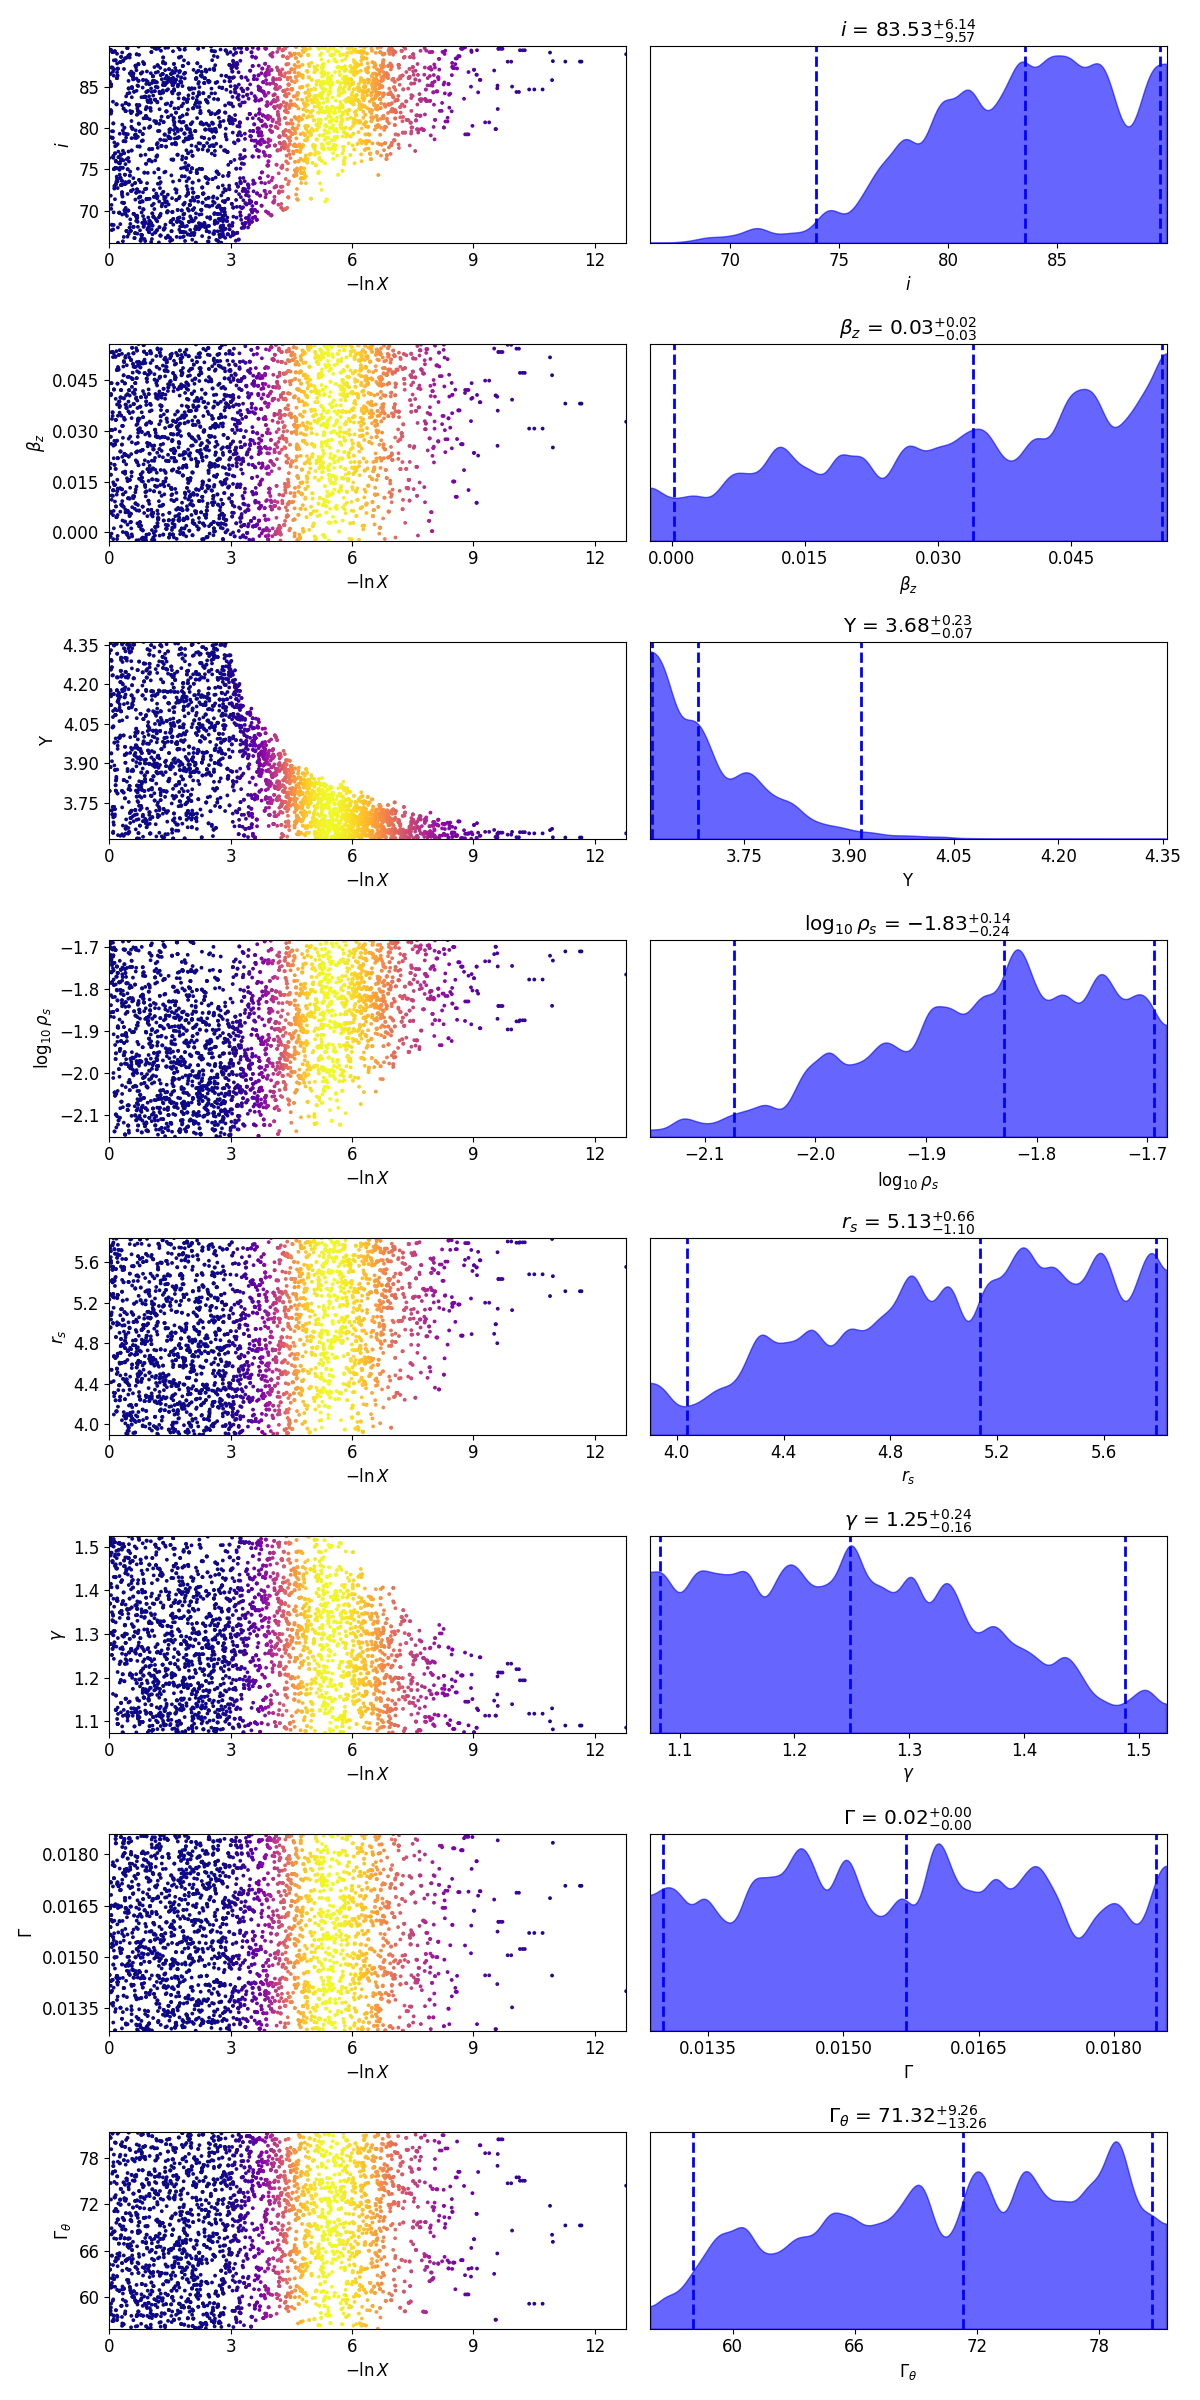 i = 83.53+6.14−9.57
85
80
75
70
i
0 3 6 9 12
−ln X
70 75 80 85
i
βz = 0.03+0.02−0.03
0.045
0.030
0.015
0.000
βz
0 3 6 9 12
−ln X
0.000 0.015 0.030 0.045
βz
Υ = 3.68+0.23−0.07
4.35
4.20
4.05
3.90
3.75
Υ
0 3 6 9 12
−ln X
3.75 3.90 4.05 4.20 4.35
Υ
log10 ρs = −1.83+0.14−0.24
−1.7
−1.8
−1.9
−2.0
−2.1
log10 ρs
0 3 6 9 12
−ln X
−2.1 −2.0 −1.9 −1.8 −1.7
log10 ρs
rs = 5.13+0.66−1.10
5.6
5.2
4.8
4.4
4.0
rs
0 3 6 9 12
−ln X
4.0 4.4 4.8 5.2 5.6
rs
γ = 1.25+0.24−0.16
1.5
1.4
1.3
1.2
1.1
γ
0 3 6 9 12
−ln X
1.1 1.2 1.3 1.4 1.5
γ
Γ = 0.02+0.00−0.00
0.0180
0.0165
0.0150
0.0135
Γ
0 3 6 9 12
−ln X
0.0135 0.0150 0.0165 0.0180
Γ
Γθ = 71.32+9.26−13.26
78
72
66
60
Γθ
0 3 6 9 12
−ln X
60 66 72 78
Γθ